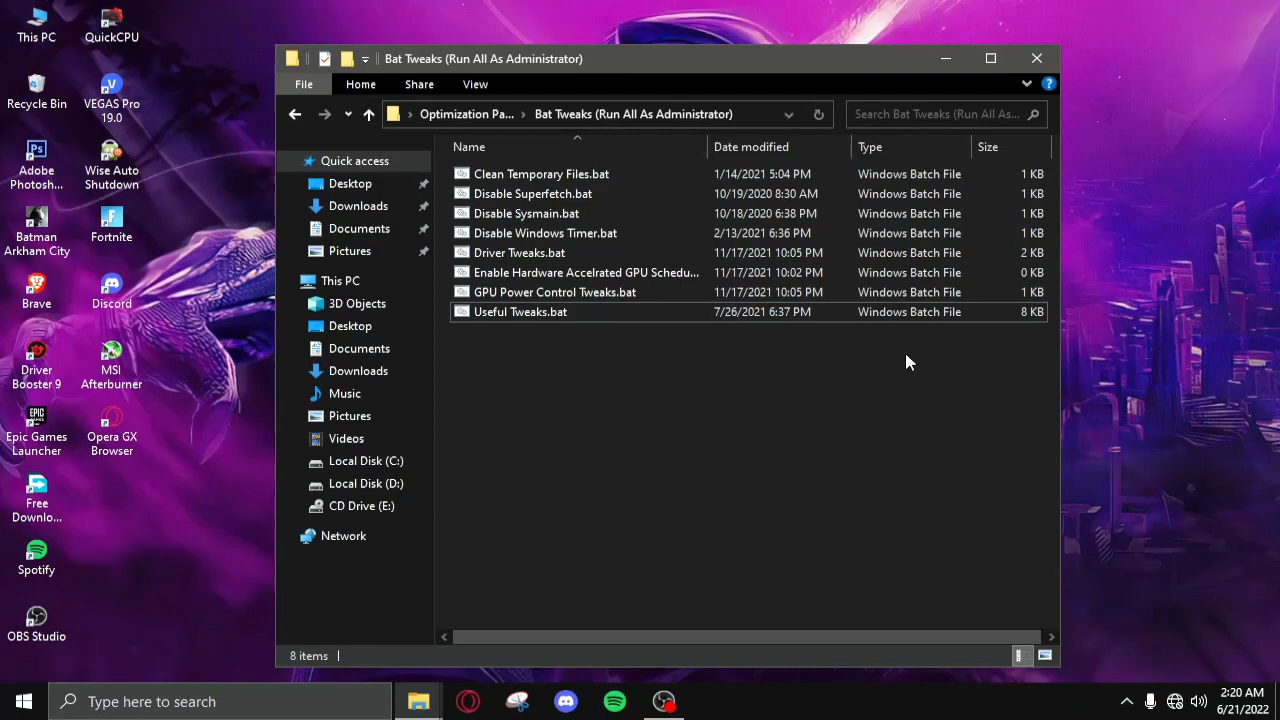 This PC
QuickCPU
Recycle Bin
VEGAS Pro
19.0
Adobe
Photosh...
Wise Auto
Shutdown
Batman
Arkham City
Fortnite
Brave
Discord
Driver
Booster 9
MSI
Afterburner
Epic Games
Launcher
Opera GX
Browser
Free
Downlo...
Spotify
OBS Studio
Bat Tweaks (Run All As Administrator)
File
Home
Share
View
Optimization Pa...
Bat Tweaks (Run All As Administrator)
Search Bat Tweaks (Run All As...
Name
Date modified
Type
Size
Quick access
Desktop
Downloads
Documents
Pictures
This PC
3D Objects
Desktop
Documents
Downloads
Music
Pictures
Videos
Local Disk (C:)
Local Disk (D:)
CD Drive (E:)
Network
Clean Temporary Files.bat 1/14/2021 5:04 PM Windows Batch File 1 KB
Disable Superfetch.bat 10/19/2020 8:30 AM Windows Batch File 1 KB
Disable Sysmain.bat 10/18/2020 6:38 PM Windows Batch File 1 KB
Disable Windows Timer.bat 2/13/2021 6:36 PM Windows Batch File 1 KB
Driver Tweaks.bat 11/17/2021 10:05 PM Windows Batch File 2 KB
Enable Hardware Accelrated GPU Schedu... 11/17/2021 10:02 PM Windows Batch File 0 KB
GPU Power Control Tweaks.bat 11/17/2021 10:05 PM Windows Batch File 1 KB
Useful Tweaks.bat 7/26/2021 6:37 PM Windows Batch File 8 KB
8 items
Type here to search
2:20 AM
6/21/2022